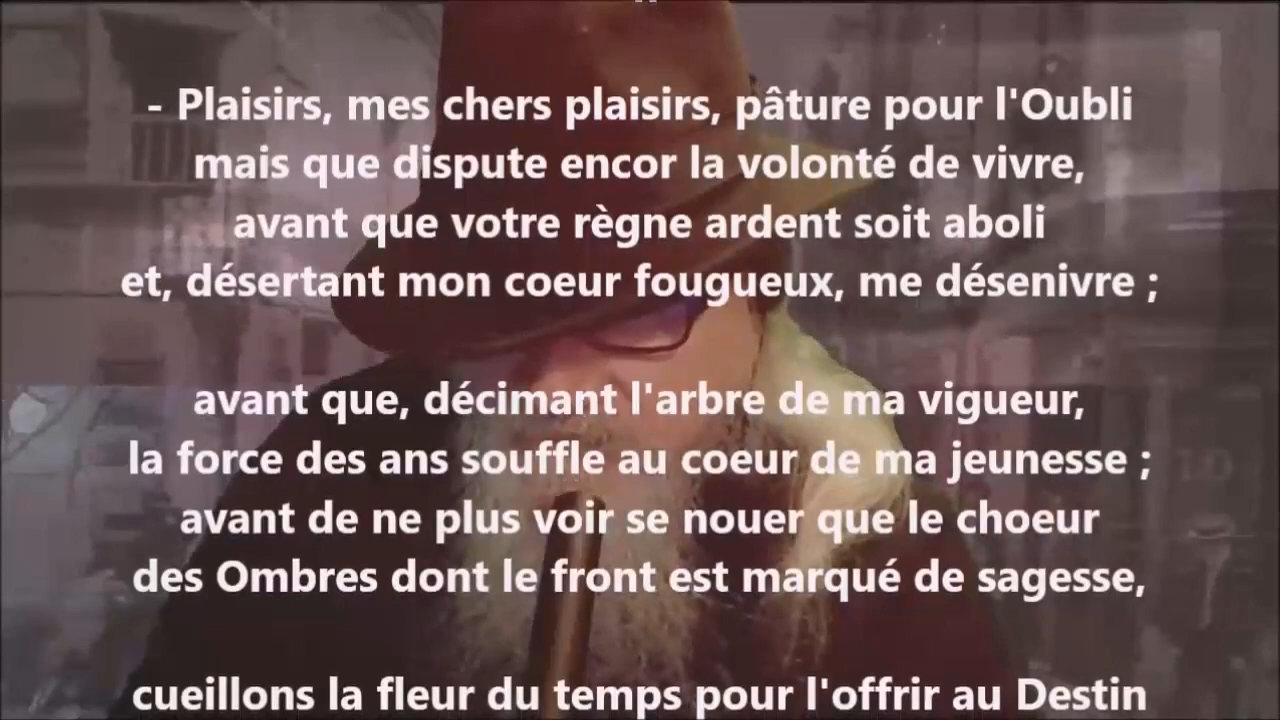 - Plaisirs, mes chers plaisirs, pâture pour l'Oubli
mais que dispute encor la volonté de vivre,
avant que votre règne ardent soit aboli
et, désertant mon coeur fougueux, me désenivre ;
avant que, décimant l'arbre de ma vigueur,
la force des ans souffle au coeur de ma jeunesse ;
avant de ne plus voir se nouer que le choeur
des Ombres dont le front est marqué de sagesse,
cueillons la fleur du temps pour l'offrir au Destin